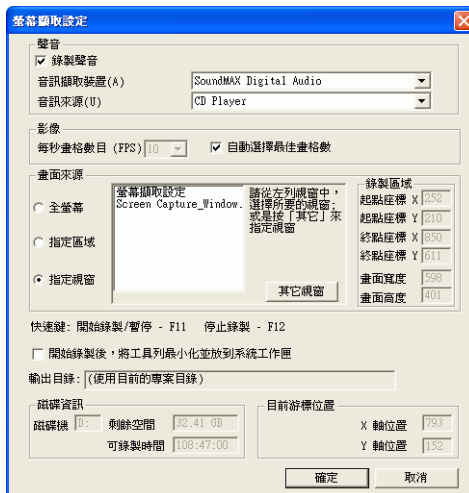 螢幕擷取設定
聲音
錄製聲音
音訊擷取裝置(A) SoundMAX Digital Audio
音訊來源(U) CD Player
影像
每秒畫格數目 (FPS) 10 自動選擇最佳畫格數
畫面來源
全螢幕
指定區域
指定視窗
螢幕擷取設定
Screen Capture_Window.
請從左列視窗中，
選擇所要的視窗;
或是按「其它」來
指定視窗
其它視窗
錄製區域
起點座標 X 252
起點座標 Y 210
終點座標 X 850
終點座標 Y 611
畫面寬度 598
畫面高度 401
快速鍵: 開始錄製/暫停 - F11 停止錄製 - F12
開始錄製後，將工具列最小化並放到系統工作匣
輸出目錄: (使用目前的專案目錄)
磁碟資訊
磁碟機 D: 剩餘空間 32.41 GB
可錄製時間 108:47:00
目前游標位置
X 軸位置 793
Y 軸位置 152
確定 取消